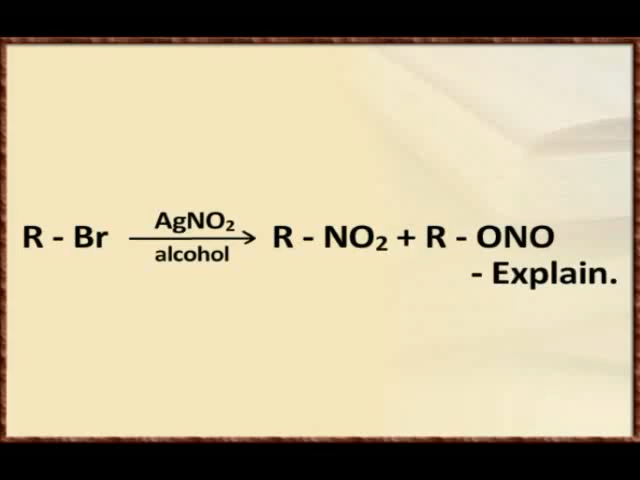 AgNO₂
R - Br ⟶ R - NO₂ + R - ONO
alcohol
- Explain.